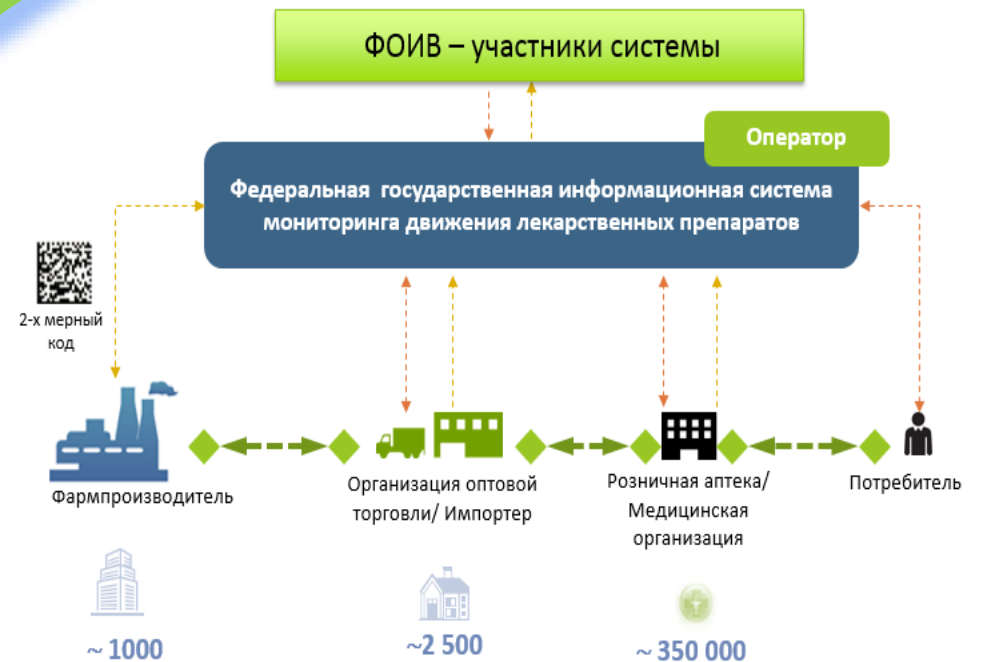 ФОИВ – участники системы
Оператор
Федеральная государственная информационная система
мониторинга движения лекарственных препаратов
2-х мерный
код
Фармпроизводитель
Организация оптовой
торговли/ Импортер
Розничная аптека/
Медицинская
организация
Потребитель
~ 1000
~2 500
~ 350 000